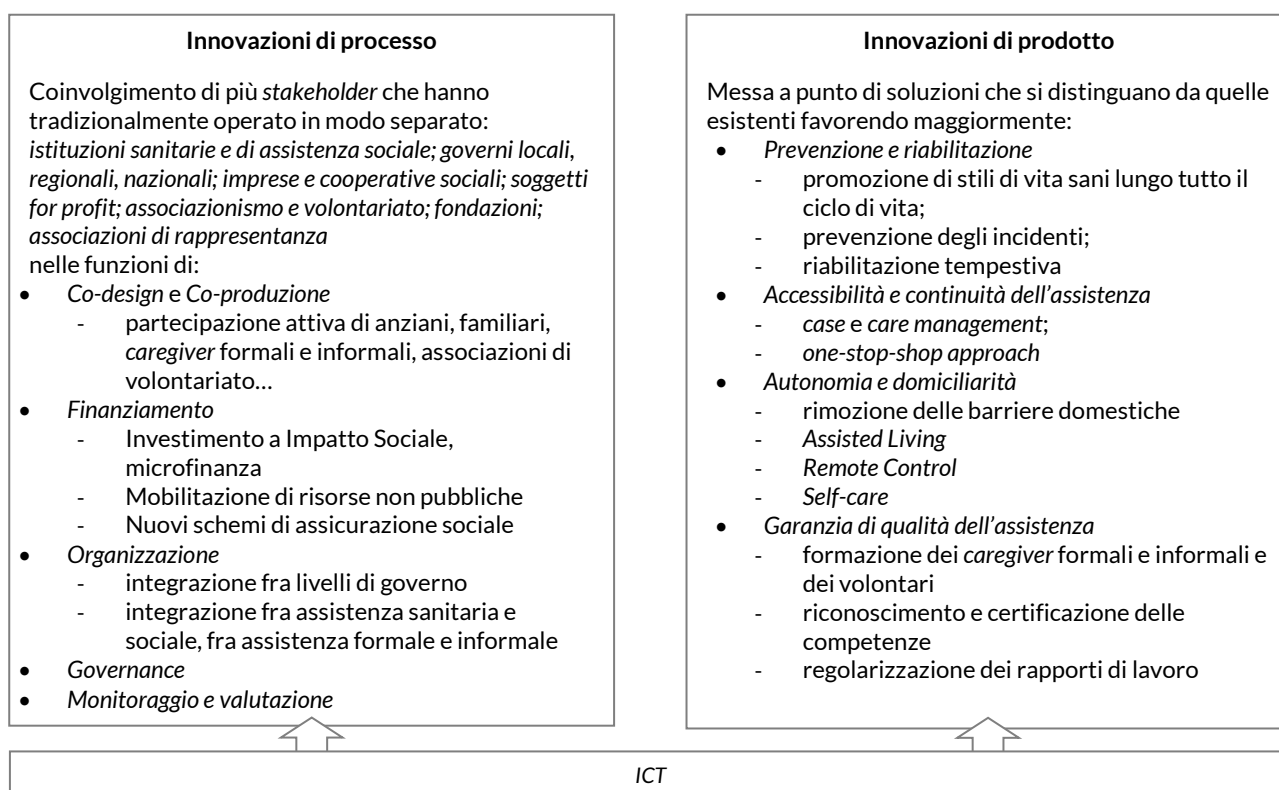 Innovazioni di processo
Coinvolgimento di più stakeholder che hanno
tradizionalmente operato in modo separato:
istituzioni sanitarie e di assistenza sociale; governi locali,
regionali, nazionali; imprese e cooperative sociali; soggetti
for profit; associazionismo e volontariato; fondazioni;
associazioni di rappresentanza
nelle funzioni di:
• Co-design e Co-produzione
- partecipazione attiva di anziani, familiari,
caregiver formali e informali, associazioni di
volontariato…
• Finanziamento
- Investimento a Impatto Sociale,
microfinanza
- Mobilitazione di risorse non pubbliche
- Nuovi schemi di assicurazione sociale
• Organizzazione
- integrazione fra livelli di governo
- integrazione fra assistenza sanitaria e
sociale, fra assistenza formale e informale
• Governance
• Monitoraggio e valutazione
Innovazioni di prodotto
Messa a punto di soluzioni che si distinguano da quelle
esistenti favorendo maggiormente:
• Prevenzione e riabilitazione
- promozione di stili di vita sani lungo tutto il
ciclo di vita;
- prevenzione degli incidenti;
- riabilitazione tempestiva
• Accessibilità e continuità dell’assistenza
- case e care management;
- one-stop-shop approach
• Autonomia e domiciliarità
- rimozione delle barriere domestiche
- Assisted Living
- Remote Control
- Self-care
• Garanzia di qualità dell’assistenza
- formazione dei caregiver formali e informali e
dei volontari
- riconoscimento e certificazione delle
competenze
- regolarizzazione dei rapporti di lavoro
ICT